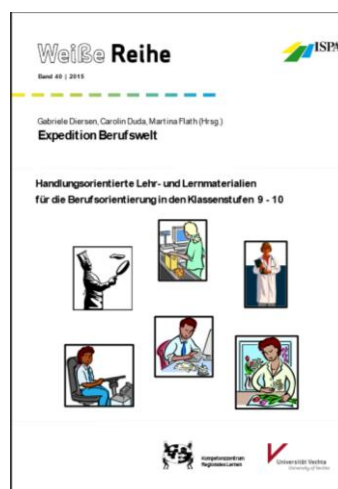 Weiße Reihe
ISPA
Band 40 | 2015
Gabriele Diersen, Carolin Duda, Martina Flath (Hrsg.)
Expedition Berufswelt
Handlungsorientierte Lehr- und Lernmaterialien
für die Berufsorientierung in den Klassenstufen 9 - 10
Kompetenzzentrum
Regionales Lernen
Universität Vechta
University of Vechta